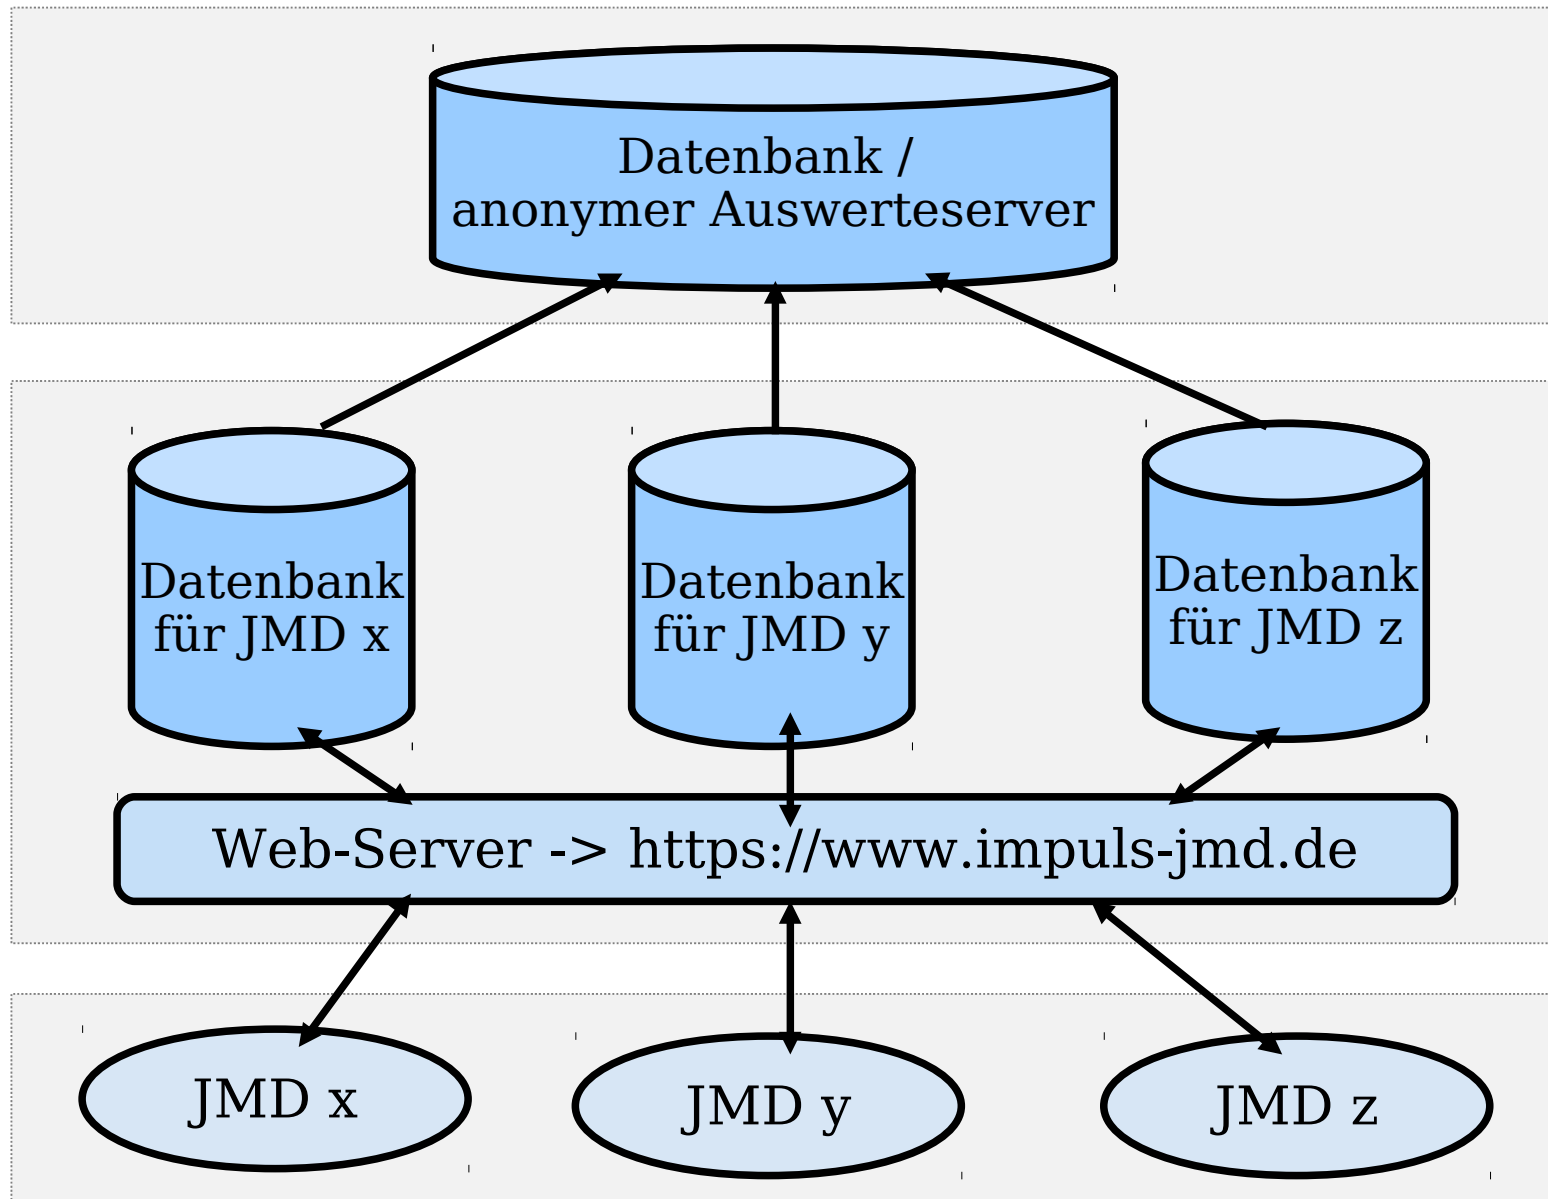 Datenbank /
anonymer Auswerteserver
Datenbank
für JMD x
Datenbank
für JMD y
Datenbank
für JMD z
Web-Server -> https://www.impuls-jmd.de
JMD x
JMD y
JMD z